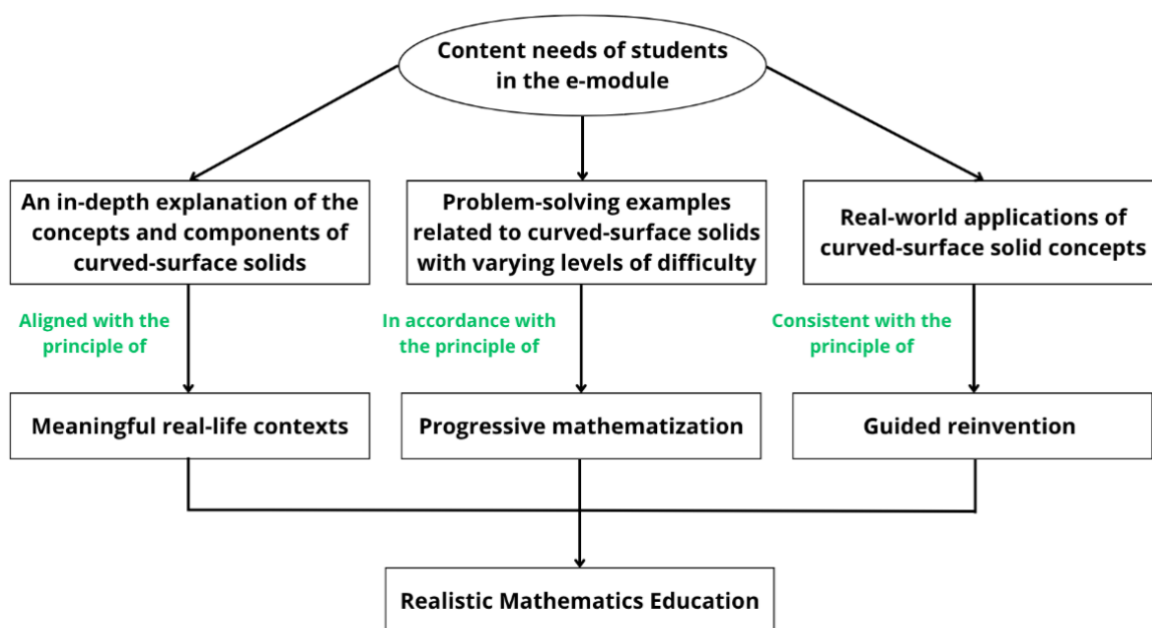 Content needs of students
in the e-module
An in-depth explanation of the
concepts and components of
curved-surface solids
Problem-solving examples
related to curved-surface solids
with varying levels of difficulty
Real-world applications of
curved-surface solid concepts
Aligned with the
principle of
In accordance with
the principle of
Consistent with the
principle of
Meaningful real-life contexts
Progressive mathematization
Guided reinvention
Realistic Mathematics Education